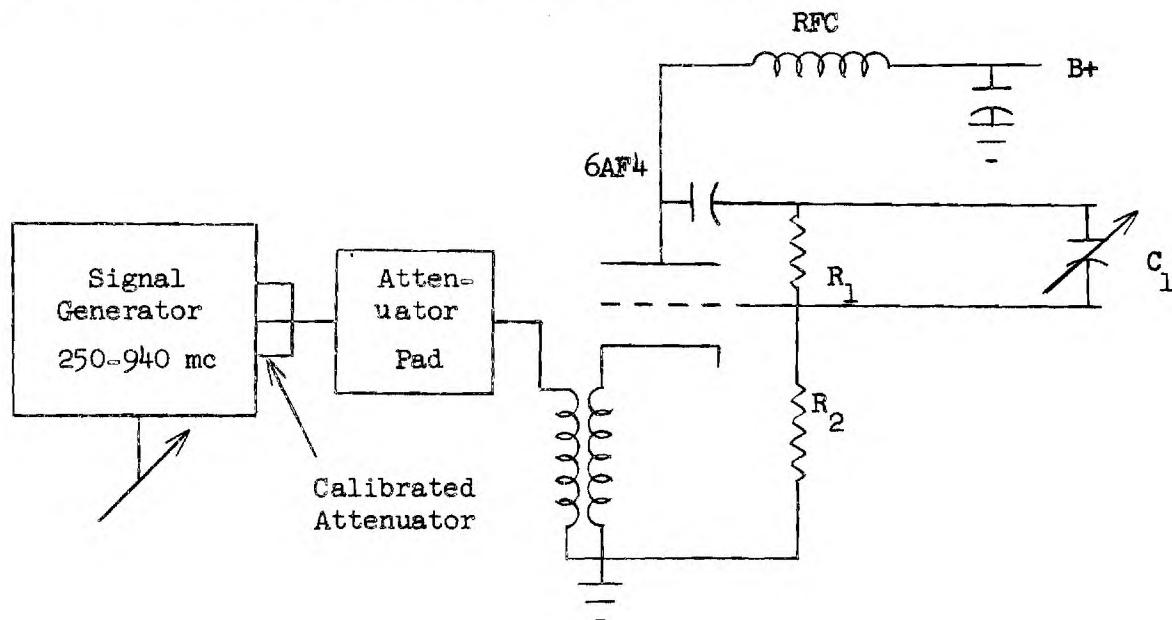 RFC
B+
6AF4
Signal
Generator
250-940 mc
Atten-
uator
Pad
R1
C1
R2
Calibrated
Attenuator